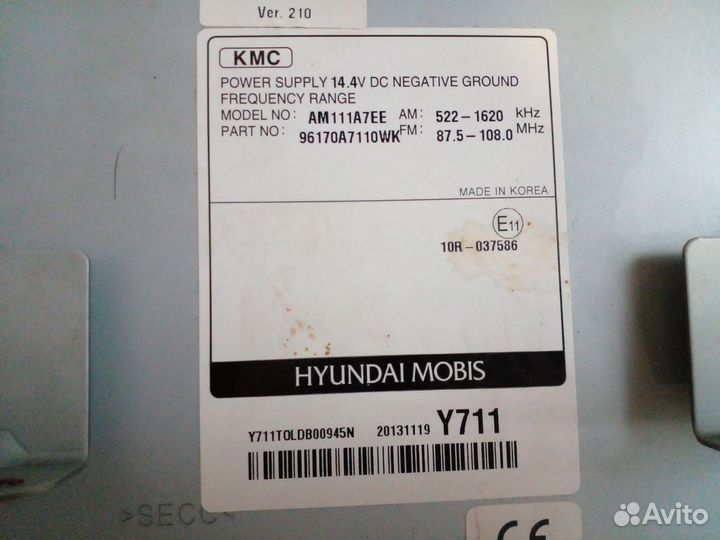 Ver. 210
KMC
POWER SUPPLY 14.4V DC NEGATIVE GROUND
FREQUENCY RANGE
MODEL NO: AM111A7EE AM: 522-1620 kHz
PART NO: 96170A7110WK FM: 87.5-108.0 MHz
MADE IN KOREA
E11
10R-037586
HYUNDAI MOBIS
Y711TOLDB00945N 20131119 Y711
>SECC<
CE
Avito